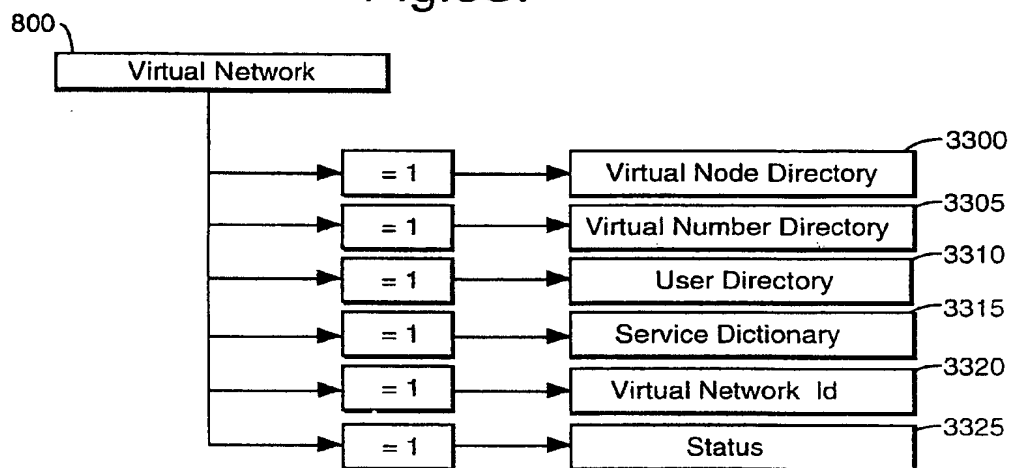 800
Virtual Network
= 1
Virtual Node Directory
3300
= 1
Virtual Number Directory
3305
= 1
User Directory
3310
= 1
Service Dictionary
3315
= 1
Virtual Network Id
3320
= 1
Status
3325